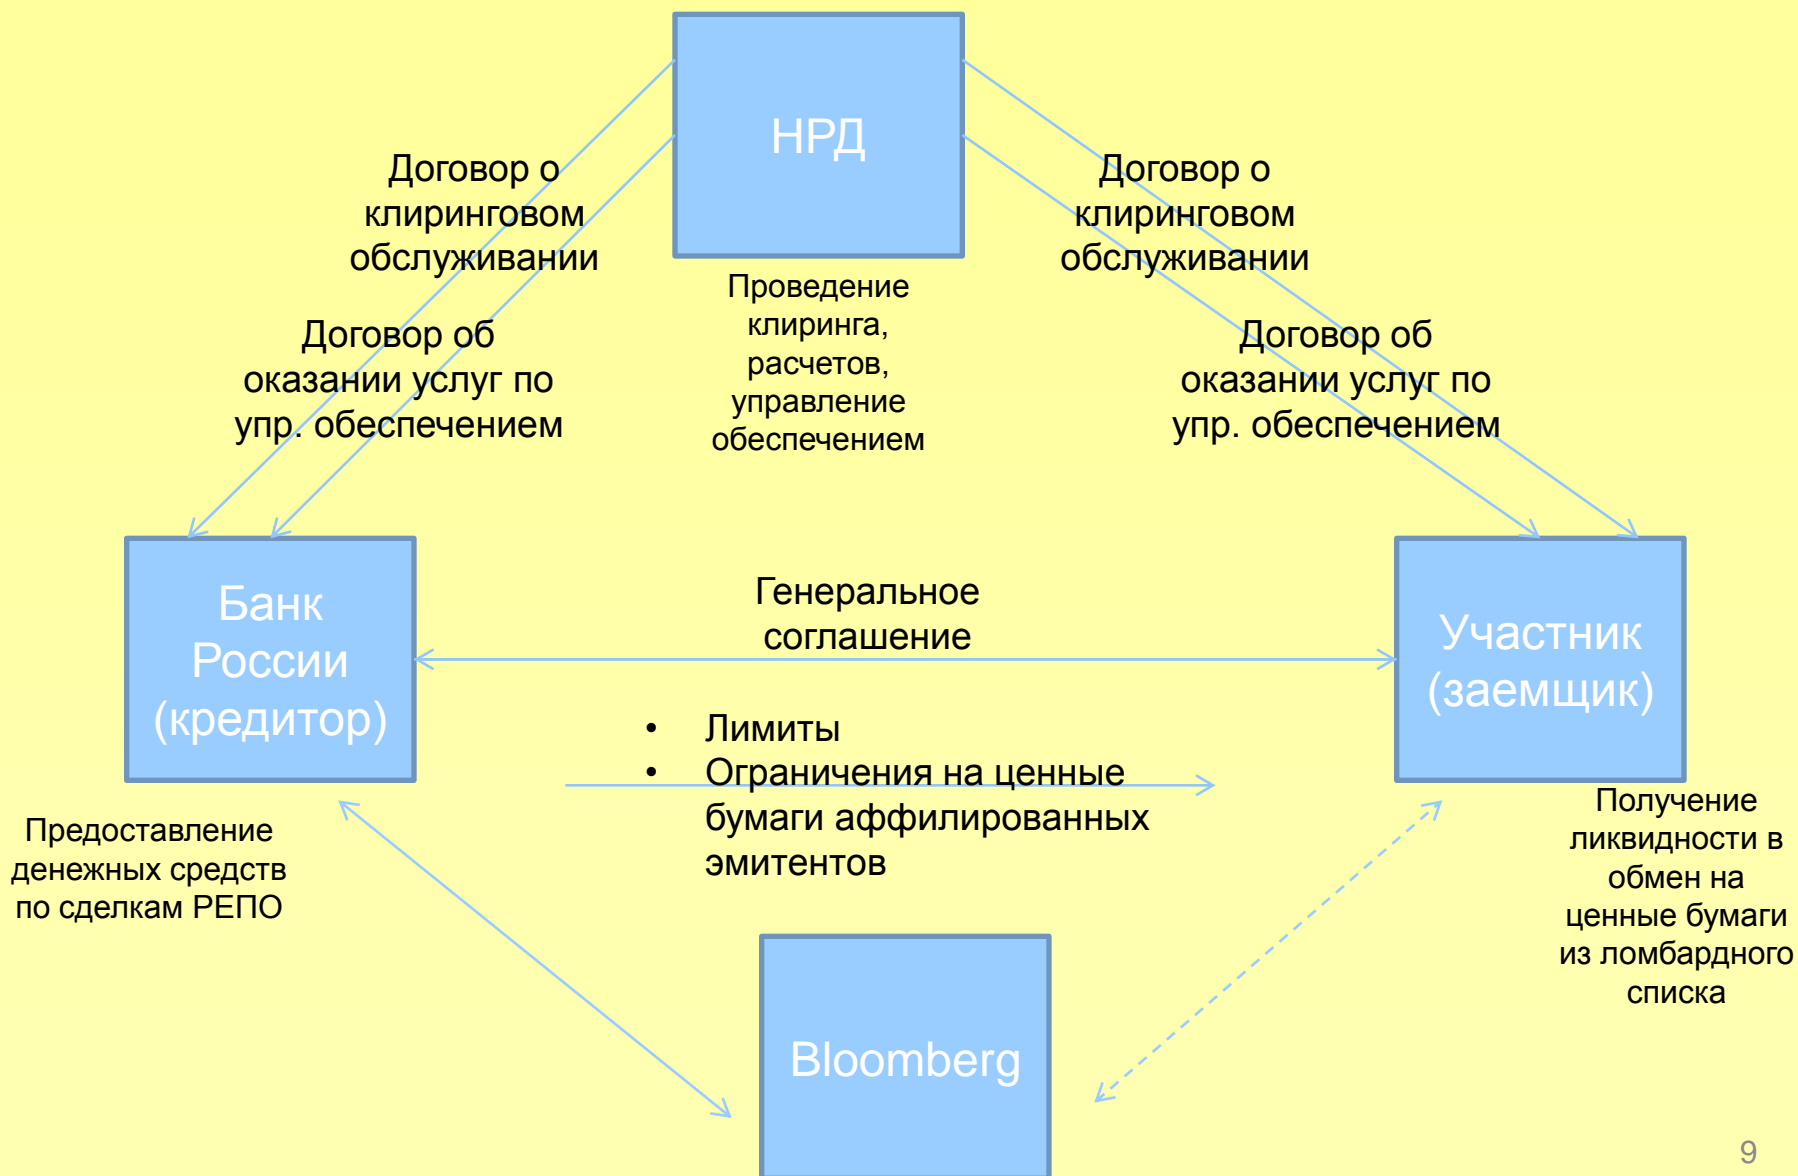 НРД
Договор о
клиринговом
обслуживании
Договор о
клиринговом
обслуживании
Проведение
клиринга,
расчетов,
управление
обеспечением
Договор об
оказании услуг по
упр. обеспечением
Договор об
оказании услуг по
упр. обеспечением
Банк
России
(кредитор)
Генеральное
соглашение
Участник
(заемщик)
• Лимиты
• Ограничения на ценные
бумаги аффилированных
эмитентов
Предоставление
денежных средств
по сделкам РЕПО
Получение
ликвидности в
обмен на
ценные бумаги
из ломбардного
списка
Bloomberg
9